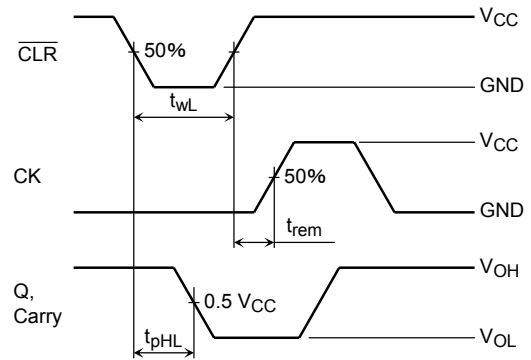 V_CC
CLR
50%
GND
t_wL
V_CC
CK
50%
GND
t_rem
V_OH
Q,
Carry
0.5 V_CC
t_pHL
V_OL